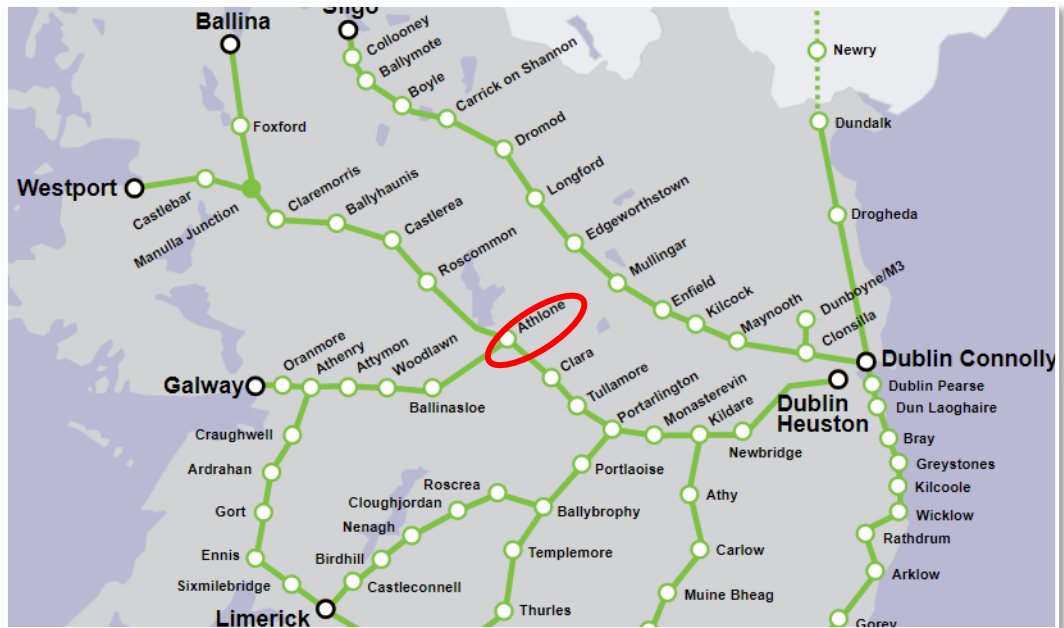 Sligo
Ballina
Collooney
Ballymote
Boyle
Carrick on Shannon
Newry
Foxford
Dromod
Dundalk
Westport
Castlebar
Manulla Junction
Claremorris
Ballyhaunis
Castlerea
Roscommon
Longford
Edgeworthstown
Mullingar
Drogheda
Enfield
Kilcock
Maynooth
Dunboyne/M3
Clonsilla
Athlone
Dublin Connolly
Galway
Oranmore
Athenry
Attymon
Woodlawn
Ballinasloe
Clara
Tullamore
Portarlington
Monasterevin
Kildare
Newbridge
Dublin
Heuston
Dublin Pearse
Dun Laoghaire
Bray
Greystones
Kilcoole
Wicklow
Rathdrum
Arklow
Gorey
Craughwell
Ardrahan
Gort
Ennis
Sixmilebridge
Limerick
Roscrea
Cloughjordan
Nenagh
Birdhill
Castleconnell
Portlaoise
Ballybrophy
Templemore
Thurles
Athy
Carlow
Muine Bheag